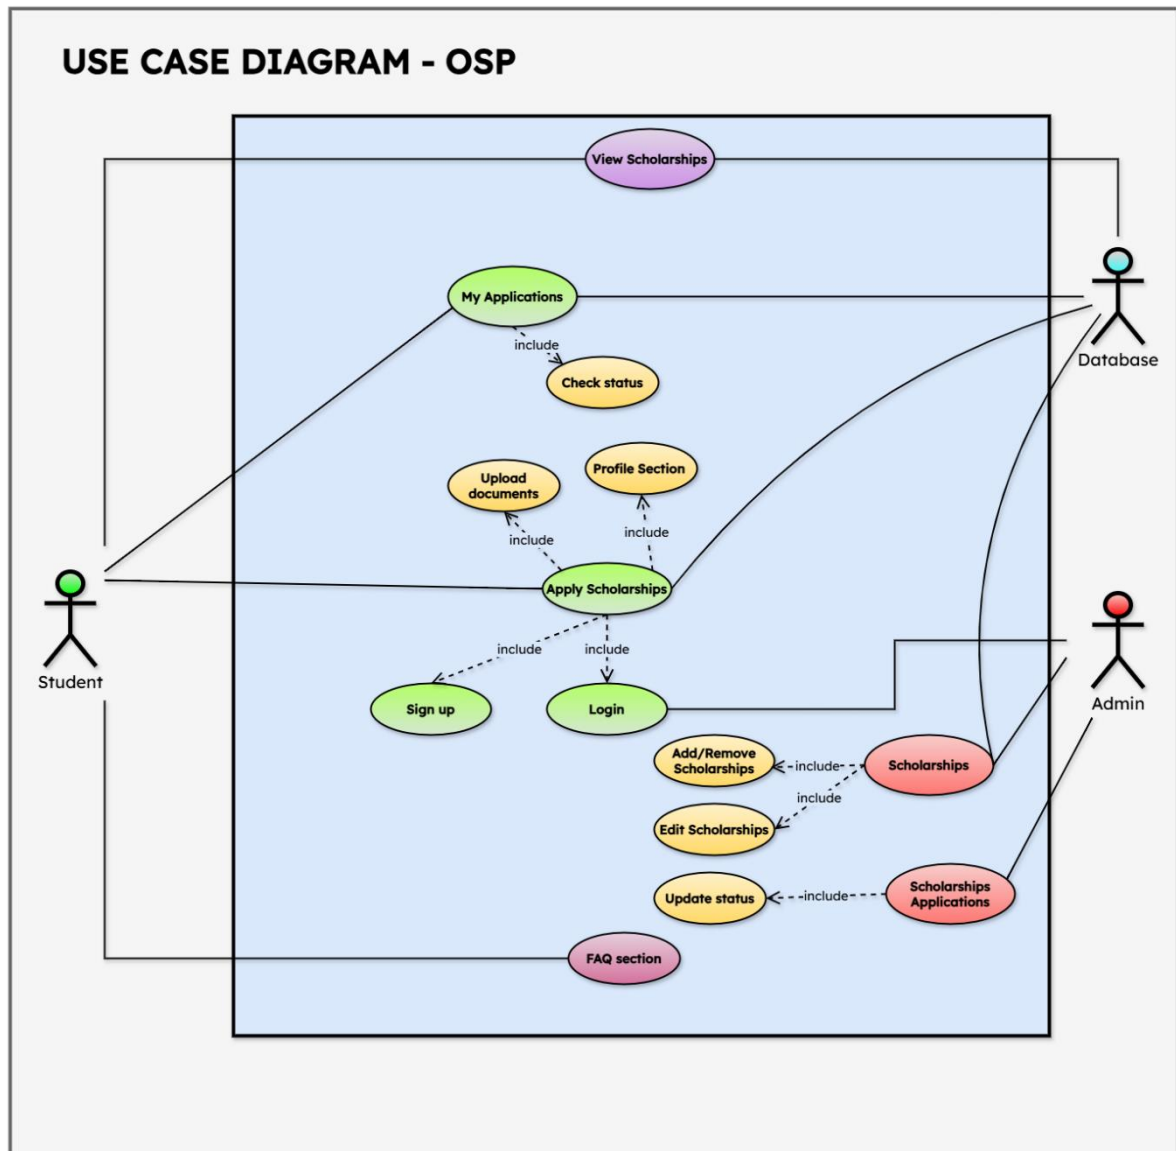 USE CASE DIAGRAM - OSP
View Scholarships
My Applications
include
Check status
Database
Upload
documents
Profile Section
include
include
Apply Scholarships
Student
include
include
Admin
Sign up
Login
Add/Remove
Scholarships
include
Scholarships
include
Edit Scholarships
Update status
include
Scholarships
Applications
FAQ section